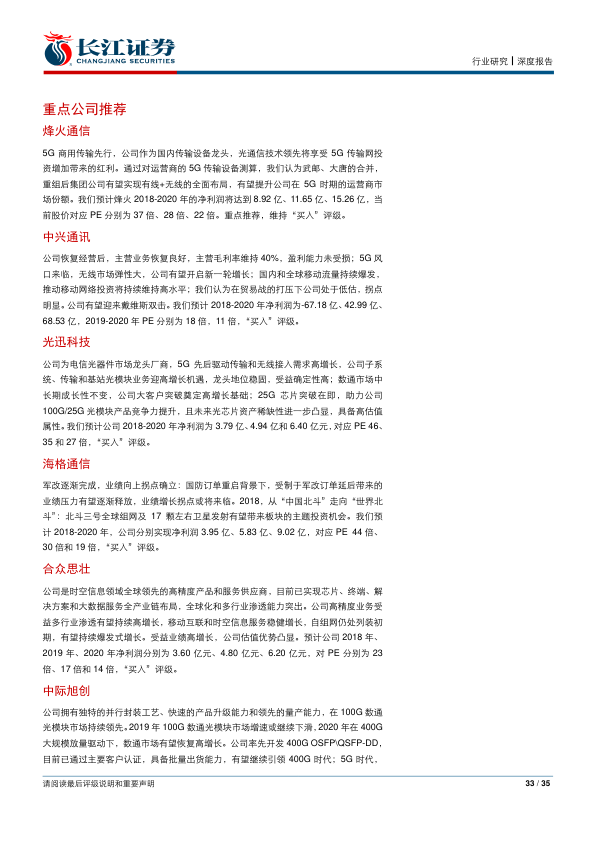 长江证券
CHANGJIANG SECURITIES
行业研究┃深度报告
重点公司推荐
烽火通信
5G 商用传输先行，公司作为国内传输设备龙头，光通信技术领先将享受 5G 传输网投
资增加带来的红利。通过对运营商的 5G 传输设备测算，我们认为武邮、大唐的合并，
重组后集团公司有望实现有线+无线的全面布局，有望提升公司在 5G 时期的运营商市
场份额。我们预计烽火 2018-2020 年的净利润将达到 8.92 亿、11.65 亿、15.26 亿，当
前股价对应 PE 分别为 37 倍、28 倍、22 倍。重点推荐，维持“买入”评级。
中兴通讯
公司恢复经营后，主营业务恢复良好，主营毛利率维持 40%，盈利能力未受损；5G 风
口来临，无线市场弹性大，公司有望开启新一轮增长；国内和全球移动流量持续爆发，
推动移动网络投资将持续维持高水平；我们认为在贸易战的打压下公司处于低估，拐点
明显。公司有望迎来戴维斯双击。我们预计 2018-2020 年净利润为-67.18 亿、42.99 亿、
68.53 亿，2019-2020 年 PE 分别为 18 倍，11 倍，“买入”评级。
光迅科技
公司为电信光器件市场龙头厂商，5G 先后驱动传输和无线接入需求高增长，公司子系
统、传输和基站光模块业务迎高增长机遇，龙头地位稳固，受益确定性高；数通市场中
长期成长性不变，公司大客户突破奠定高增长基础；25G 芯片突破在即，助力公司
100G/25G 光模块产品竞争力提升，且未来光芯片资产稀缺性进一步凸显，具备高估值
属性。我们预计公司 2018-2020 年净利润为 3.79 亿、4.94 亿和 6.40 亿元，对应 PE 46、
35 和 27 倍，“买入”评级。
海格通信
军改逐渐完成，业绩向上拐点确立：国防订单重启背景下，受制于军改订单延后带来的
业绩压力有望逐渐释放，业绩增长拐点或将来临。2018，从“中国北斗”走向“世界北
斗”：北斗三号全球组网及 17 颗左右卫星发射有望带来板块的主题投资机会。我们预
计 2018-2020 年，公司分别实现净利润 3.95 亿、5.83 亿、9.02 亿，对应 PE 44 倍、
30 倍和 19 倍，“买入”评级。
合众思壮
公司是时空信息领域全球领先的高精度产品和服务供应商，目前已实现芯片、终端、解
决方案和大数据服务全产业链布局，全球化和多行业渗透能力突出。公司高精度业务受
益多行业渗透有望持续高增长，移动互联和时空信息服务稳健增长，自组网仍处列装初
期，有望持续爆发式增长。受益业绩高增长，公司估值优势凸显。预计公司 2018 年、
2019 年、2020 年净利润分别为 3.60 亿元、4.80 亿元、6.20 亿元，对 PE 分别为 23
倍、17 倍和 14 倍，“买入”评级。
中际旭创
公司拥有独特的并行封装工艺、快速的产品升级能力和领先的量产能力，在 100G 数通
光模块市场持续领先。2019 年 100G 数通光模块市场增速或继续下滑，2020 年在 400G
大规模放量驱动下，数通市场有望恢复高增长。公司率先开发 400G OSFP\QSFP-DD，
目前已通过主要客户认证，具备批量出货能力，有望继续引领 400G 时代；5G 时代，
请阅读最后评级说明和重要声明
33 / 35